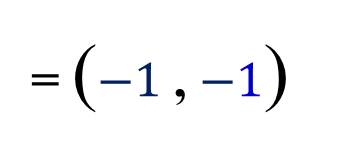 = (−1 , −1)